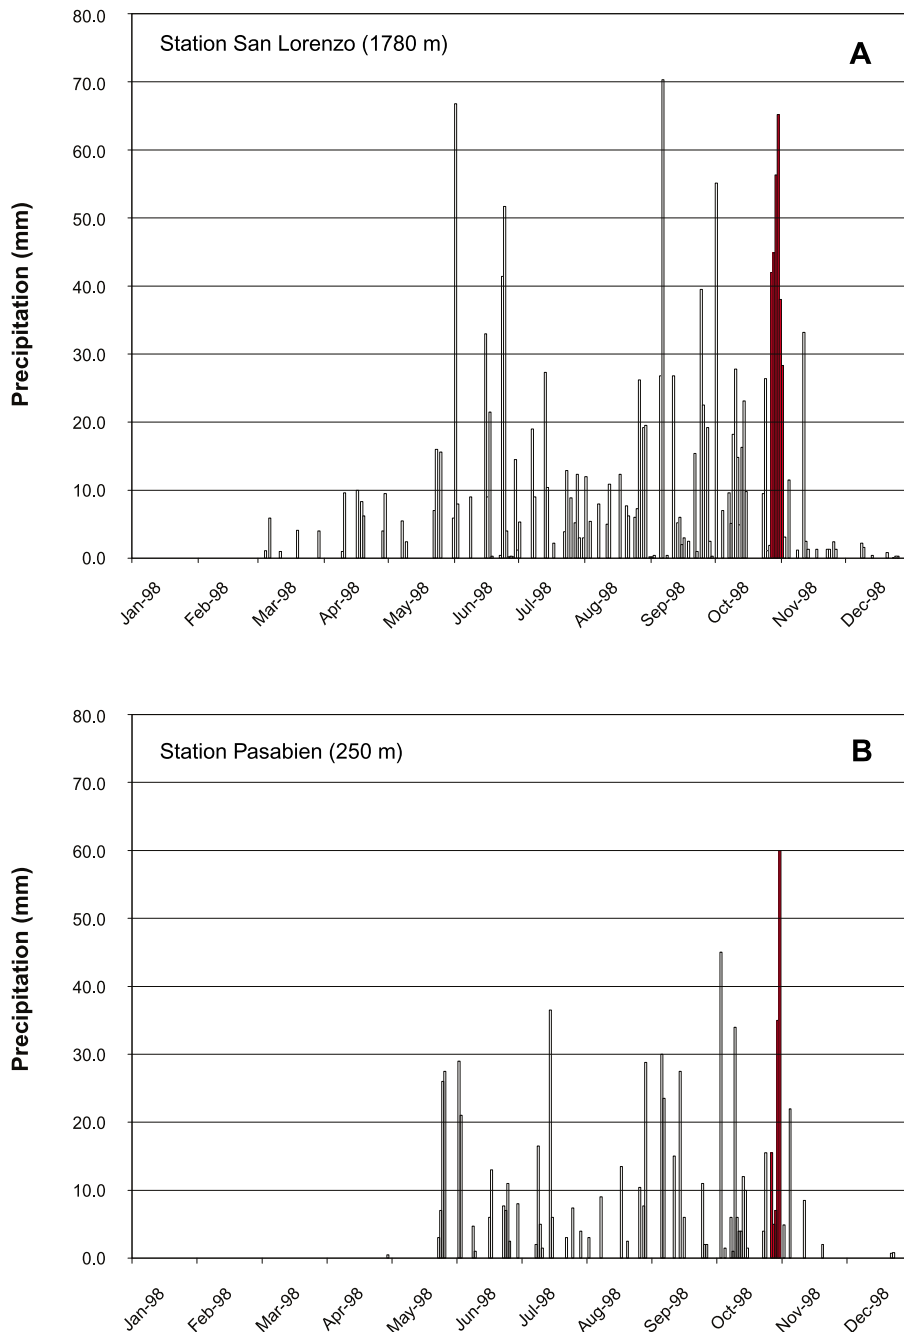 Station San Lorenzo (1780 m)
A
Precipitation (mm)
80.0
70.0
60.0
50.0
40.0
30.0
20.0
10.0
0.0
Jan-98
Feb-98
Mar-98
Apr-98
May-98
Jun-98
Jul-98
Aug-98
Sep-98
Oct-98
Nov-98
Dec-98
Station Pasabien (250 m)
B
Precipitation (mm)
80.0
70.0
60.0
50.0
40.0
30.0
20.0
10.0
0.0
Jan-98
Feb-98
Mar-98
Apr-98
May-98
Jun-98
Jul-98
Aug-98
Sep-98
Oct-98
Nov-98
Dec-98